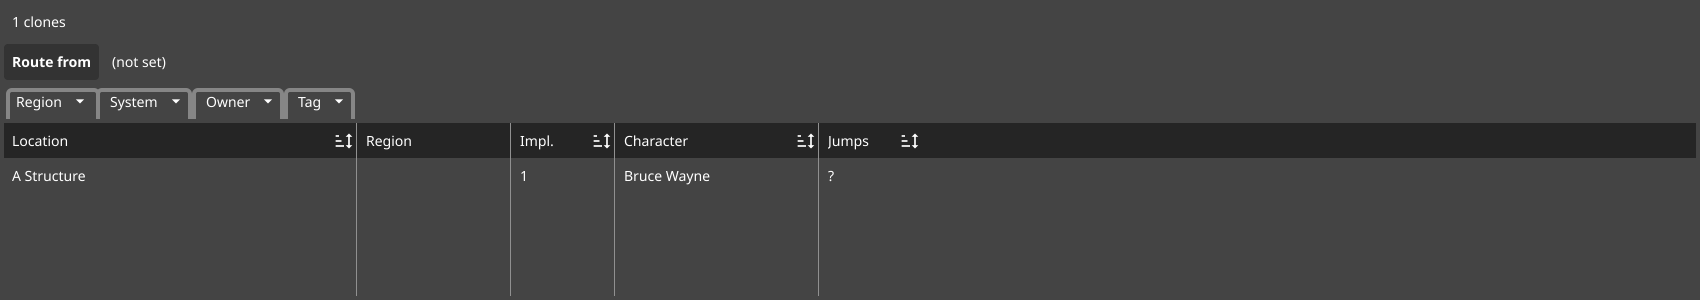 1 clones
Route from (not set)
Region System Owner Tag
Location Region Impl. Character Jumps
A Structure 1 Bruce Wayne ?